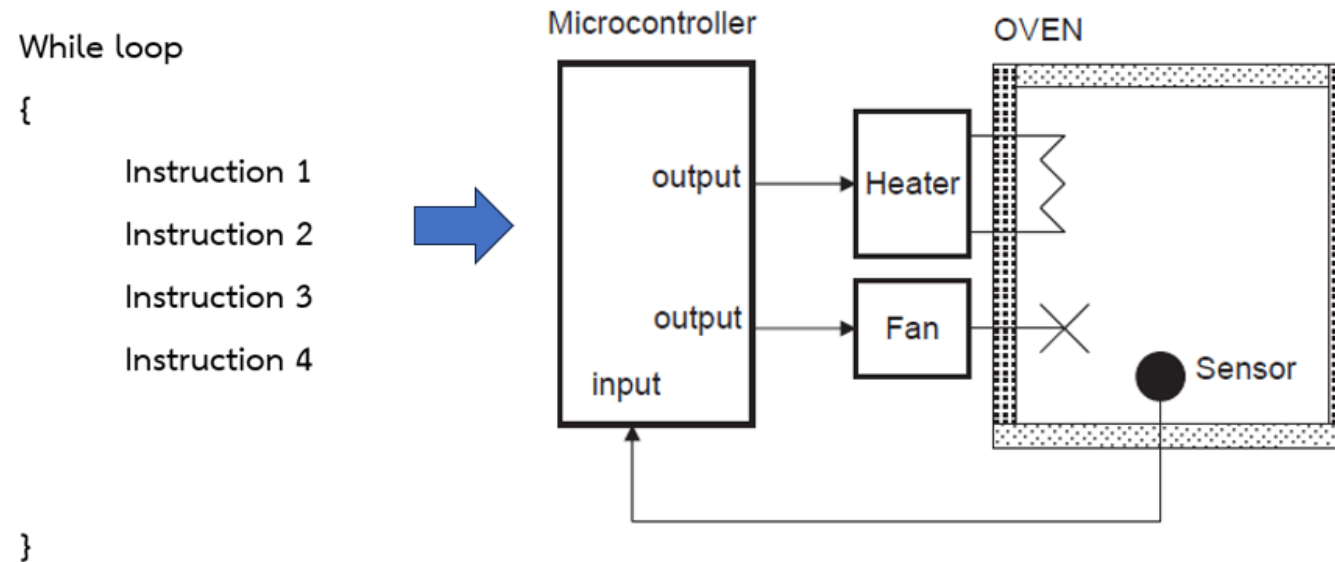 While loop
{
Instruction 1
Instruction 2
Instruction 3
Instruction 4
}
Microcontroller
output
output
input
Heater
Fan
OVEN
Sensor